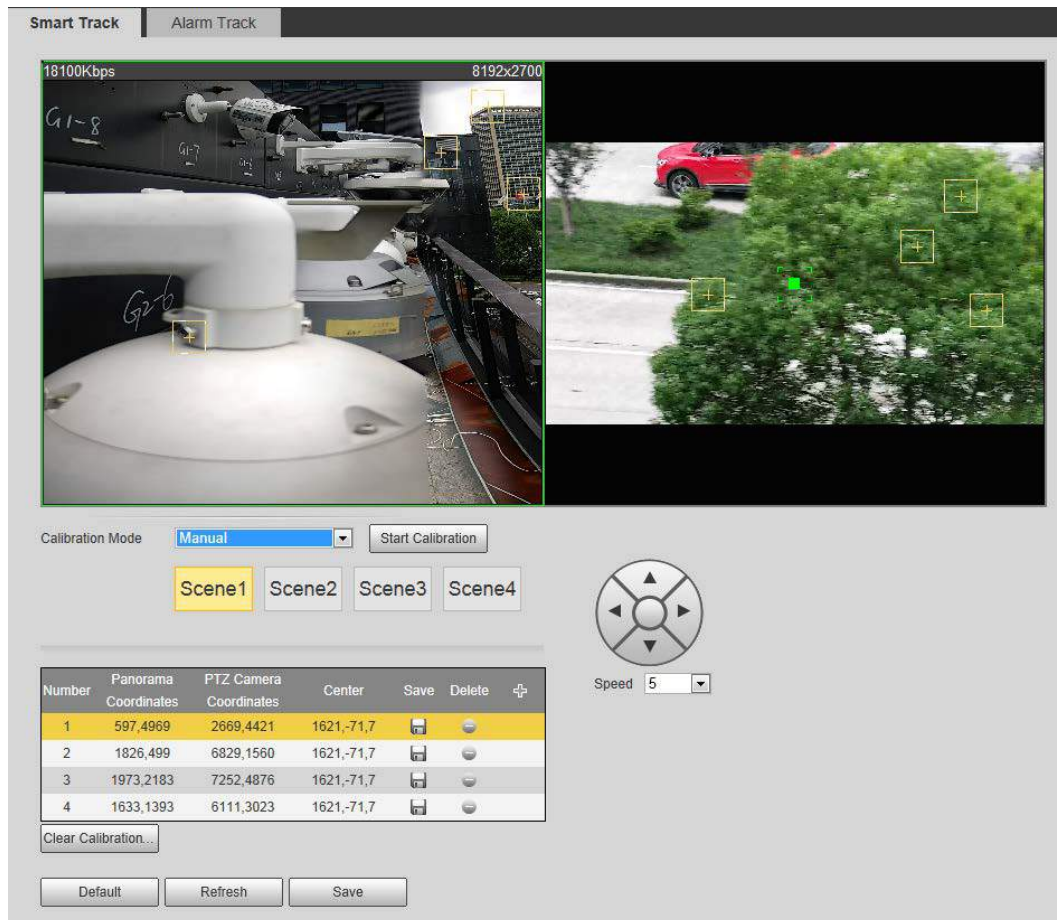 Smart Track
Alarm Track
18100Kbps 8192x2700
G1-8
G1-7
G2-6
Calibration Mode Manual Start Calibration
Scene1 Scene2 Scene3 Scene4
Number Panorama Coordinates PTZ Camera Coordinates Center Save Delete
1 597,4969 2669,4421 1621,-71,7
2 1826,499 6829,1560 1621,-71,7
3 1973,2183 7252,4876 1621,-71,7
4 1633,1393 6111,3023 1621,-71,7
Speed 5
Clear Calibration...
Default Refresh Save